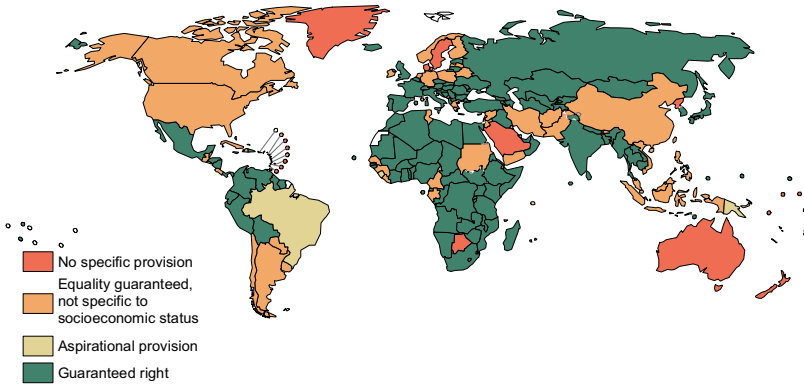 No specific provision
Equality guaranteed,
not specific to
socioeconomic status
Aspirational provision
Guaranteed right